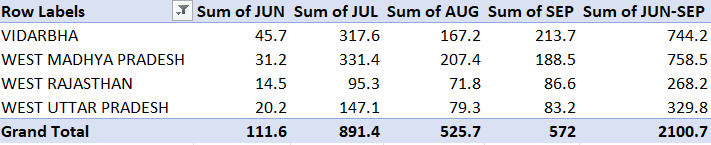 Row Labels Sum of JUN Sum of JUL Sum of AUG Sum of SEP Sum of JUN-SEP
VIDARBHA 45.7 317.6 167.2 213.7 744.2
WEST MADHYA PRADESH 31.2 331.4 207.4 188.5 758.5
WEST RAJASTHAN 14.5 95.3 71.8 86.6 268.2
WEST UTTAR PRADESH 20.2 147.1 79.3 83.2 329.8
Grand Total 111.6 891.4 525.7 572 2100.7